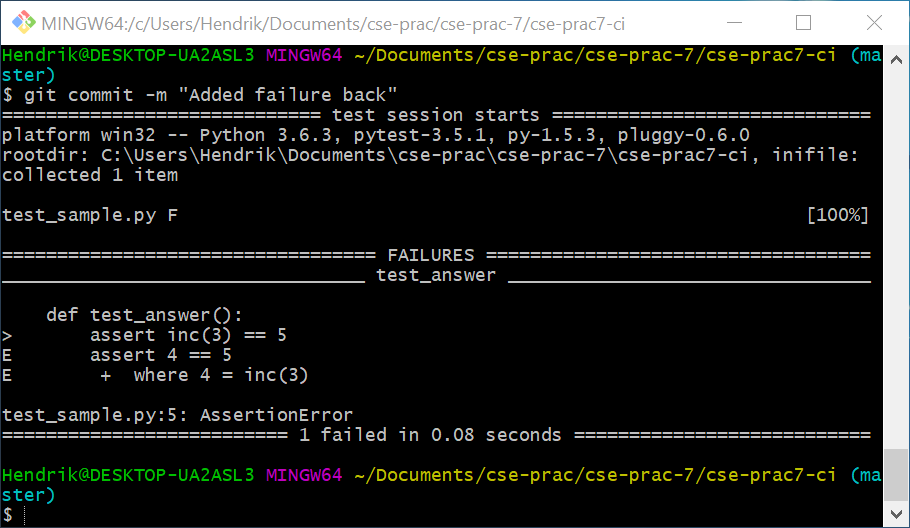 MINGW64:/c/Users/Hendrik/Documents/cse-prac/cse-prac-7/cse-prac7-ci
Hendrik@DESKTOP-UA2ASL3 MINGW64 ~/Documents/cse-prac/cse-prac-7/cse-prac7-ci (ma
ster)
$ git commit -m "Added failure back"
============================= test session starts =============================
platform win32 -- Python 3.6.3, pytest-3.5.1, py-1.5.3, pluggy-0.6.0
rootdir: C:\Users\Hendrik\Documents\cse-prac\cse-prac-7\cse-prac7-ci, inifile:
collected 1 item
test_sample.py F                                                         [100%]
================================== FAILURES ===================================
_________________________________ test_answer _________________________________
    def test_answer():
>       assert inc(3) == 5
E       assert 4 == 5
E        +  where 4 = inc(3)
test_sample.py:5: AssertionError
========================== 1 failed in 0.08 seconds ===========================
Hendrik@DESKTOP-UA2ASL3 MINGW64 ~/Documents/cse-prac/cse-prac-7/cse-prac7-ci (ma
ster)
$